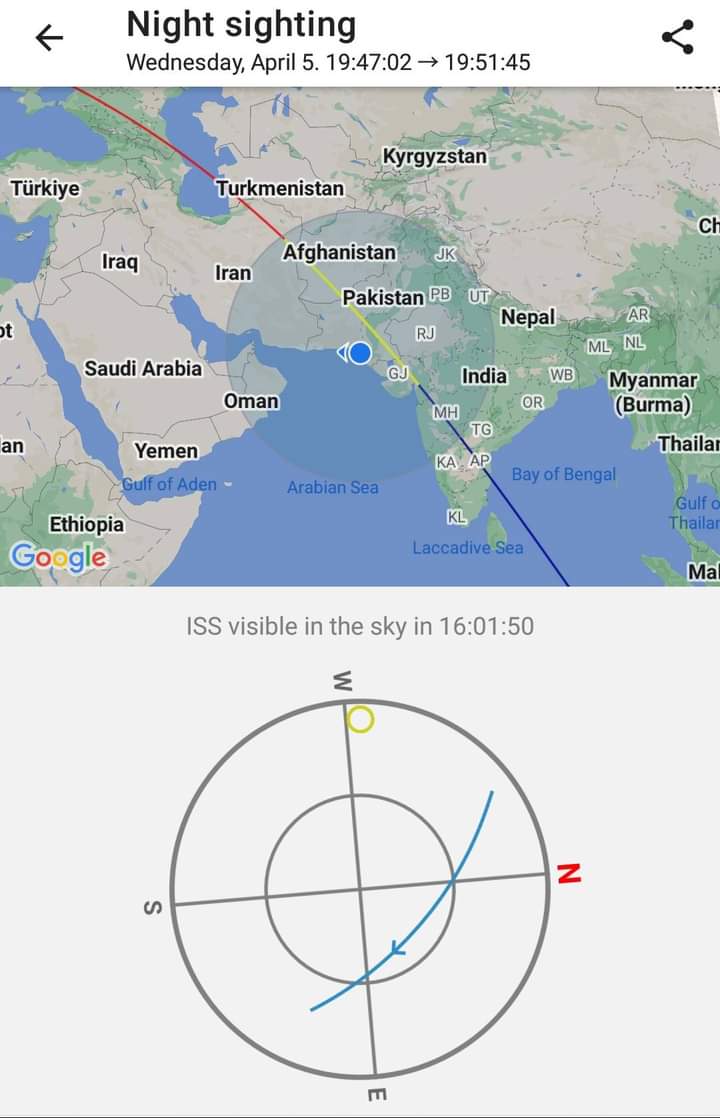 Night sighting
Wednesday, April 5. 19:47:02 → 19:51:45
Kyrgyzstan
Türkiye
Turkmenistan
Ch
Afghanistan
JK
Iraq
Iran
Pakistan
PB
UT
Nepal
AR
ot
RJ
ML
NL
Saudi Arabia
GJ
India
WB
Myanmar
(Burma)
Oman
MH
OR
an
Yemen
TG
Thailar
KA
AP
Gulf of Aden
Arabian Sea
Bay of Bengal
Ethiopia
KL
Gulf o
Thailar
Google
Laccadive Sea
Mal
ISS visible in the sky in 16:01:50
W
N
S
E